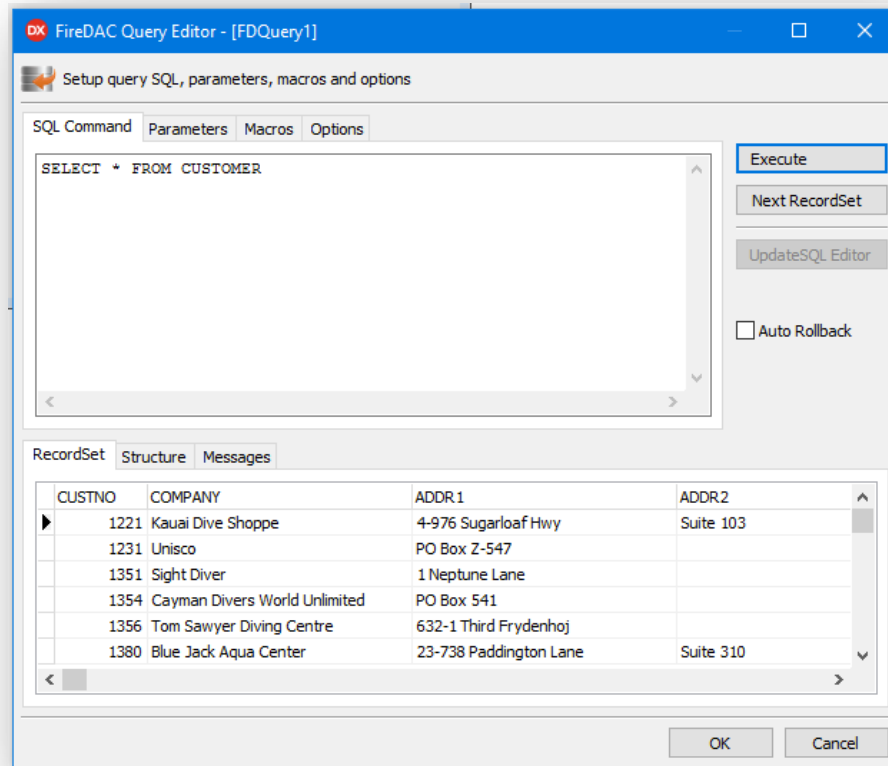 DX FireDAC Query Editor - [FDQuery1]
Setup query SQL, parameters, macros and options
SQL Command Parameters Macros Options
SELECT * FROM CUSTOMER
Execute
Next RecordSet
UpdateSQL Editor
Auto Rollback
RecordSet Structure Messages
CUSTNO COMPANY ADDR1 ADDR2
1221 Kauai Dive Shoppe 4-976 Sugarloaf Hwy Suite 103
1231 Unisco PO Box Z-547
1351 Sight Diver 1 Neptune Lane
1354 Cayman Divers World Unlimited PO Box 541
1356 Tom Sawyer Diving Centre 632-1 Third Frydenhoj
1380 Blue Jack Aqua Center 23-738 Paddington Lane Suite 310
OK Cancel